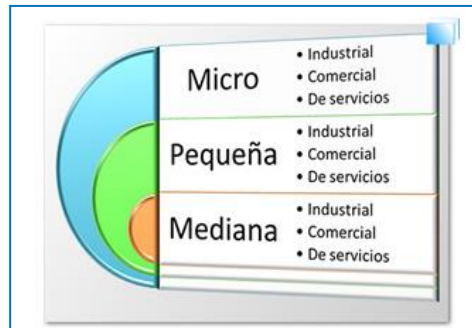 Micro
• Industrial
• Comercial
• De servicios
Pequeña
• Industrial
• Comercial
• De servicios
Mediana
• Industrial
• Comercial
• De servicios